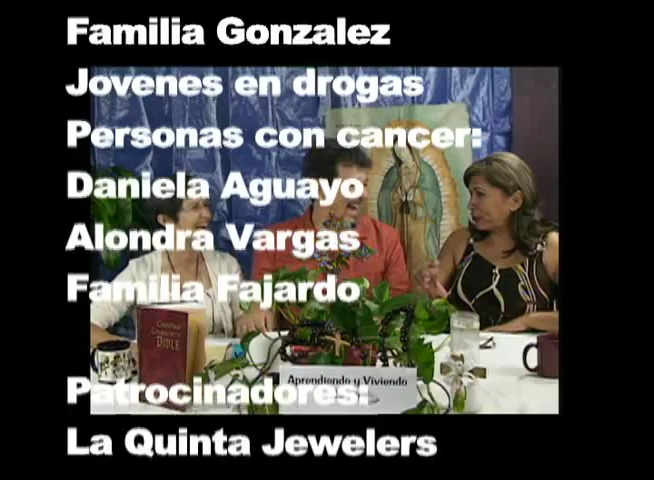 Familia Gonzalez
Jovenes en drogas
Personas con cancer:
Daniela Aguayo
Alondra Vargas
Familia Fajardo
BIBLE
Aprendiendo y Viviendo
Patrocinadores:
La Quinta Jewelers